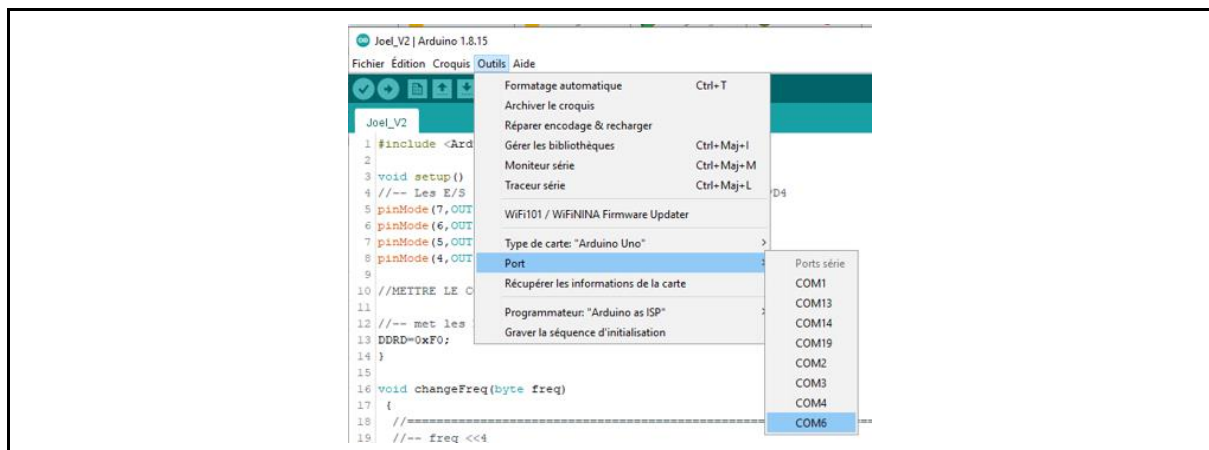 Joel_V2 | Arduino 1.8.15
Fichier Édition Croquis Outils Aide
Joel_V2
Formatage automatique Ctrl+T
Archiver le croquis
Réparer encodage & recharger
Gérer les bibliothèques Ctrl+Maj+I
Moniteur série Ctrl+Maj+M
Traceur série Ctrl+Maj+L
WiFi101 / WiFiNINA Firmware Updater
Type de carte: "Arduino Uno"
Port
Récupérer les informations de la carte
Programmateur: "Arduino as ISP"
Graver la séquence d'initialisation
Ports série
COM1
COM13
COM14
COM19
COM2
COM3
COM4
COM6
1 #include <Ard
2
3 void setup()
4 //-- Les E/S PD4
5 pinMode(7,OUT
6 pinMode(6,OUT
7 pinMode(5,OUT
8 pinMode(4,OUT
9
10 //METTRE LE C
11
12 //-- met les
13 DDRD=0xF0;
14 }
15
16 void changeFreq(byte freq)
17 {
18 //==========================================================
19 //-- freq <<4